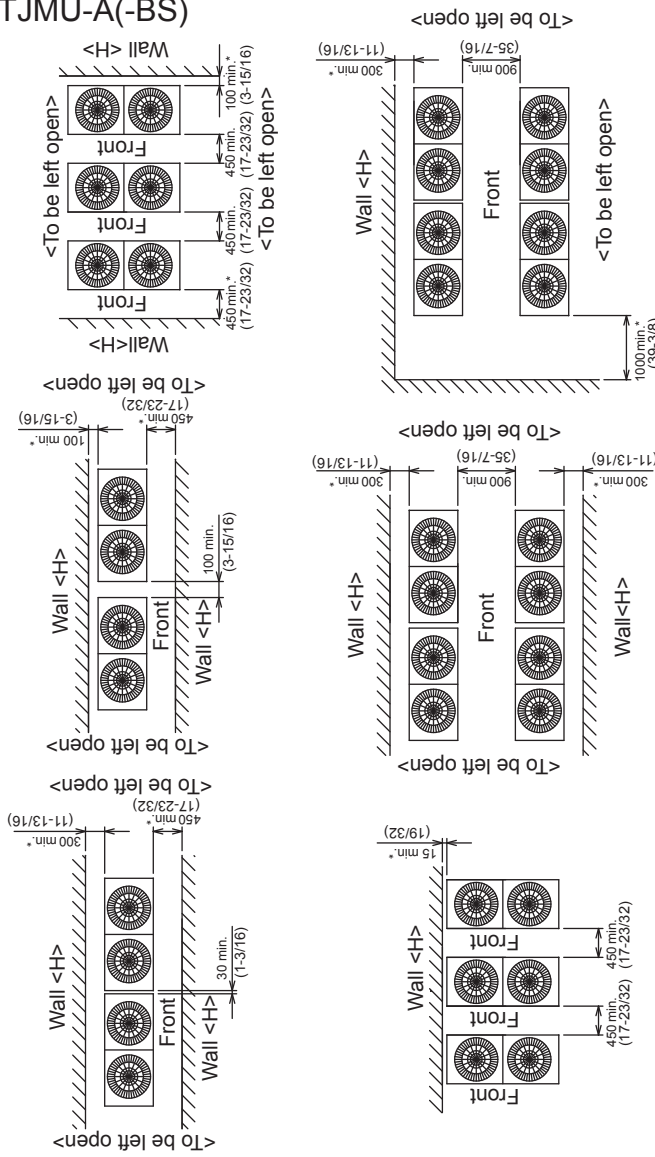 TJMU-A(-BS)
Wall <H>
100 min.*
(3-15/16)
<To be left open>
Front
450 min.
(17-23/32)
Front
450 min.
(17-23/32)
Front
450 min.*
(17-23/32)
<To be left open>
Wall<H>
<To be left open>
300 min.*
(11-13/16)
900 min.
(35-7/16)
Wall <H>
Front
<To be left open>
1000 min.*
(39-3/8)
<To be left open>
100 min.*
(3-15/16)
450 min.*
(17-23/32)
Wall <H>
100 min.
(3-15/16)
Front
Wall <H>
<To be left open>
<To be left open>
300 min.*
(11-13/16)
900 min.
(35-7/16)
300 min.*
(11-13/16)
Wall <H>
Front
Wall<H>
<To be left open>
<To be left open>
300 min.*
(11-13/16)
450 min.*
(17-23/32)
Wall <H>
30 min.
(1-3/16)
Front
Wall <H>
<To be left open>
15 min.*
(19/32)
Wall <H>
Front
450 min.
(17-23/32)
Front
450 min.
(17-23/32)
Front